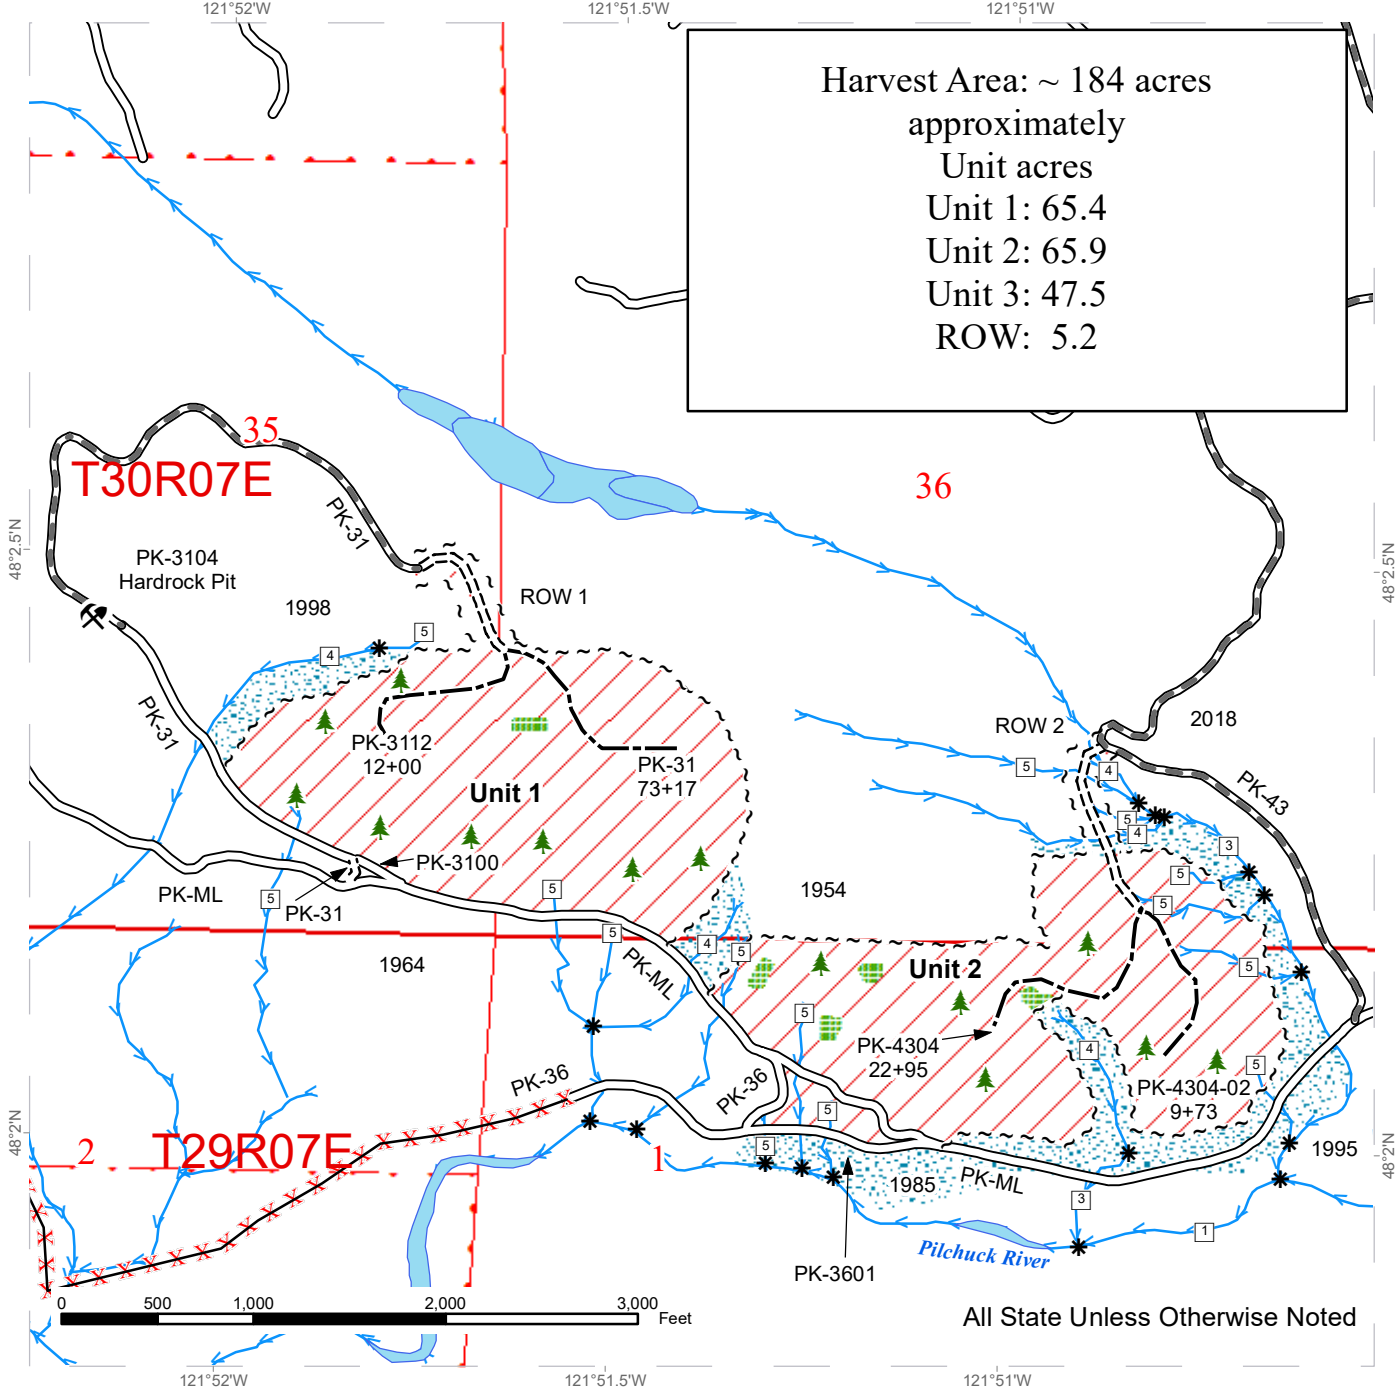 121°52'W
121°51.5'W
121°51'W
Harvest Area: ~ 184 acres
approximately
Unit acres
Unit 1: 65.4
Unit 2: 65.9
Unit 3: 47.5
ROW: 5.2
35
T30R07E
36
PK-31
48°2.5'N
48°2.5'N
PK-3104
Hardrock Pit
ROW 1
1998
5
4
PK-31
ROW 2
2018
PK-3112
12+00
PK-31
73+17
5
4
PK-43
Unit 1
5
4
3
PK-3100
5
5
PK-ML
5
PK-31
1954
5
5
4
5
1964
PK-ML
Unit 2
5
5
PK-4304
22+95
4
5
PK-36
PK-36
5
PK-4304-02
9+73
48°2'N
48°2'N
2
T29R07E
1
5
1995
1985
PK-ML
3
1
Pilchuck River
PK-3601
X X X X X X X X X X X X X X X X X X X X X X X X X
0
500
1,000
2,000
3,000
Feet
All State Unless Otherwise Noted
121°52'W
121°51.5'W
121°51'W